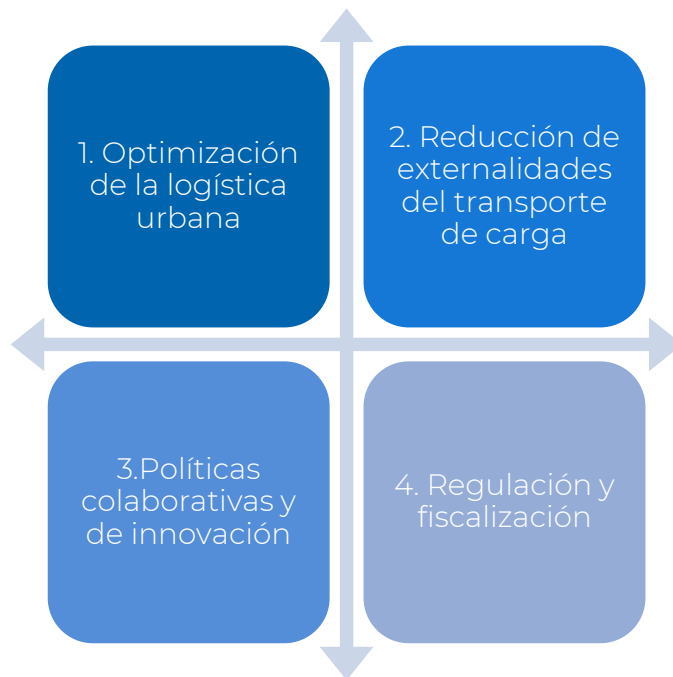 1. Optimización
de la logística
urbana
2. Reducción de
externalidades
del transporte
de carga
3.Políticas
colaborativas y
de innovación
4. Regulación y
fiscalización